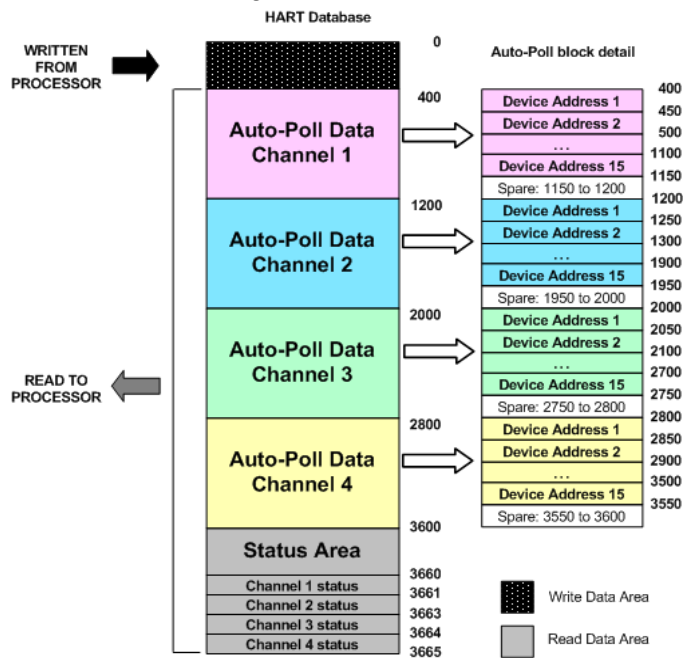 HART Database
WRITTEN
FROM
PROCESSOR
READ TO
PROCESSOR
0
400
1200
2000
2800
3600
3660
3661
3663
3664
3665
Auto-Poll Data
Channel 1
Auto-Poll Data
Channel 2
Auto-Poll Data
Channel 3
Auto-Poll Data
Channel 4
Status Area
Channel 1 status
Channel 2 status
Channel 3 status
Channel 4 status
Auto-Poll block detail
Device Address 1
Device Address 2
...
Device Address 15
Spare: 1150 to 1200
Device Address 1
Device Address 2
...
Device Address 15
Spare: 1950 to 2000
Device Address 1
Device Address 2
...
Device Address 15
Spare: 2750 to 2800
Device Address 1
Device Address 2
...
Device Address 15
Spare: 3550 to 3600
400
450
500
1100
1150
1200
1250
1300
1900
1950
2000
2050
2100
2700
2750
2800
2850
2900
3500
3550
Write Data Area
Read Data Area